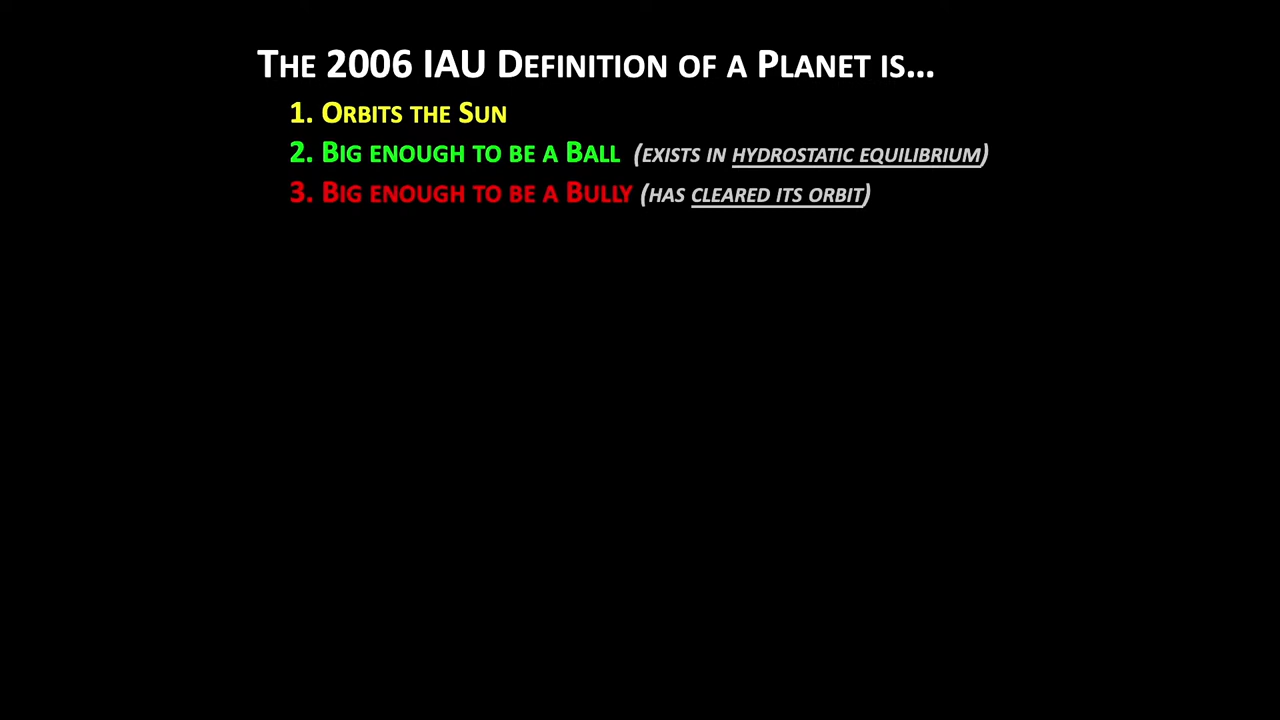 The 2006 IAU Definition of a Planet is...
1. Orbits the Sun
2. Big enough to be a Ball (exists in hydrostatic equilibrium)
3. Big enough to be a Bully (has cleared its orbit)